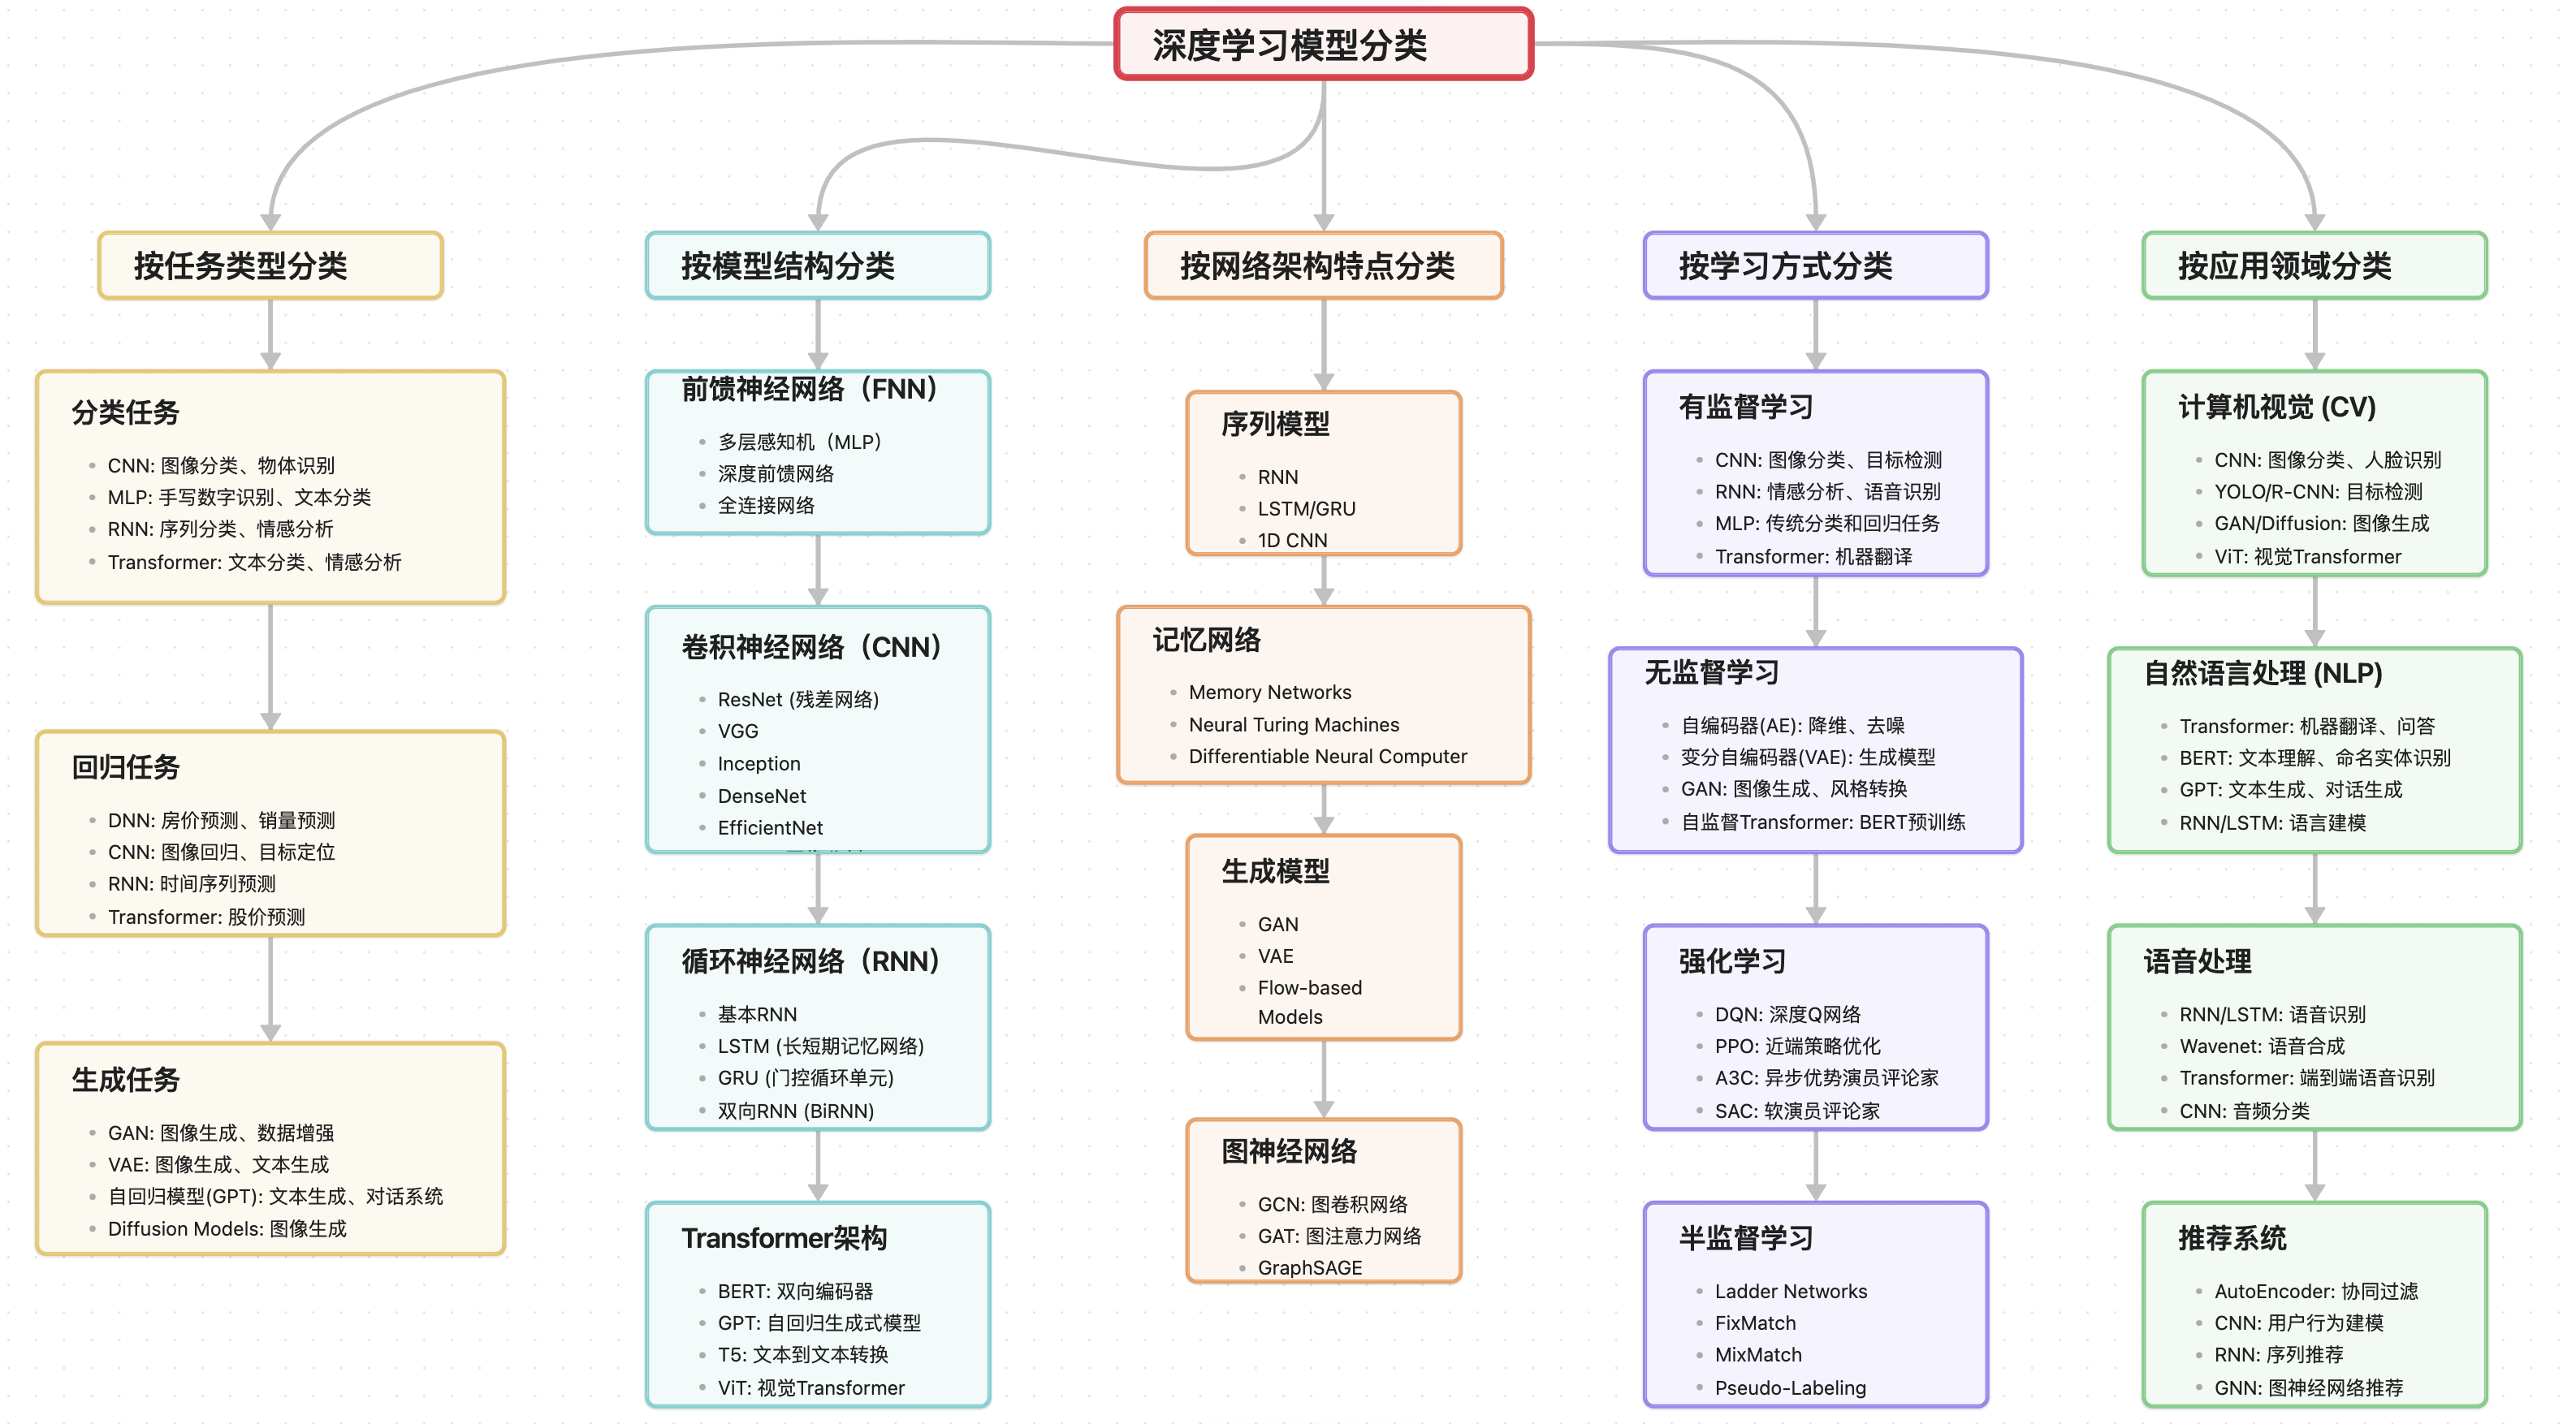 深度学习模型分类
按任务类型分类
分类任务
CNN: 图像分类、物体识别
MLP: 手写数字识别、文本分类
RNN: 序列分类、情感分析
Transformer: 文本分类、情感分析
回归任务
DNN: 房价预测、销量预测
CNN: 图像回归、目标定位
RNN: 时间序列预测
Transformer: 股价预测
生成任务
GAN: 图像生成、数据增强
VAE: 图像生成、文本生成
自回归模型(GPT): 文本生成、对话系统
Diffusion Models: 图像生成
按模型结构分类
前馈神经网络（FNN）
多层感知机（MLP）
深度前馈网络
全连接网络
卷积神经网络（CNN）
ResNet (残差网络)
VGG
Inception
DenseNet
EfficientNet
循环神经网络（RNN）
基本RNN
LSTM (长短期记忆网络)
GRU (门控循环单元)
双向RNN (BiRNN)
Transformer架构
BERT: 双向编码器
GPT: 自回归生成式模型
T5: 文本到文本转换
ViT: 视觉Transformer
按网络架构特点分类
序列模型
RNN
LSTM/GRU
1D CNN
记忆网络
Memory Networks
Neural Turing Machines
Differentiable Neural Computer
生成模型
GAN
VAE
Flow-based
Models
图神经网络
GCN: 图卷积网络
GAT: 图注意力网络
GraphSAGE
按学习方式分类
有监督学习
CNN: 图像分类、目标检测
RNN: 情感分析、语音识别
MLP: 传统分类和回归任务
Transformer: 机器翻译
无监督学习
自编码器(AE): 降维、去噪
变分自编码器(VAE): 生成模型
GAN: 图像生成、风格转换
自监督Transformer: BERT预训练
强化学习
DQN: 深度Q网络
PPO: 近端策略优化
A3C: 异步优势演员评论家
SAC: 软演员评论家
半监督学习
Ladder Networks
FixMatch
MixMatch
Pseudo-Labeling
按应用领域分类
计算机视觉 (CV)
CNN: 图像分类、人脸识别
YOLO/R-CNN: 目标检测
GAN/Diffusion: 图像生成
ViT: 视觉Transformer
自然语言处理 (NLP)
Transformer: 机器翻译、问答
BERT: 文本理解、命名实体识别
GPT: 文本生成、对话生成
RNN/LSTM: 语言建模
语音处理
RNN/LSTM: 语音识别
Wavenet: 语音合成
Transformer: 端到端语音识别
CNN: 音频分类
推荐系统
AutoEncoder: 协同过滤
CNN: 用户行为建模
RNN: 序列推荐
GNN: 图神经网络推荐